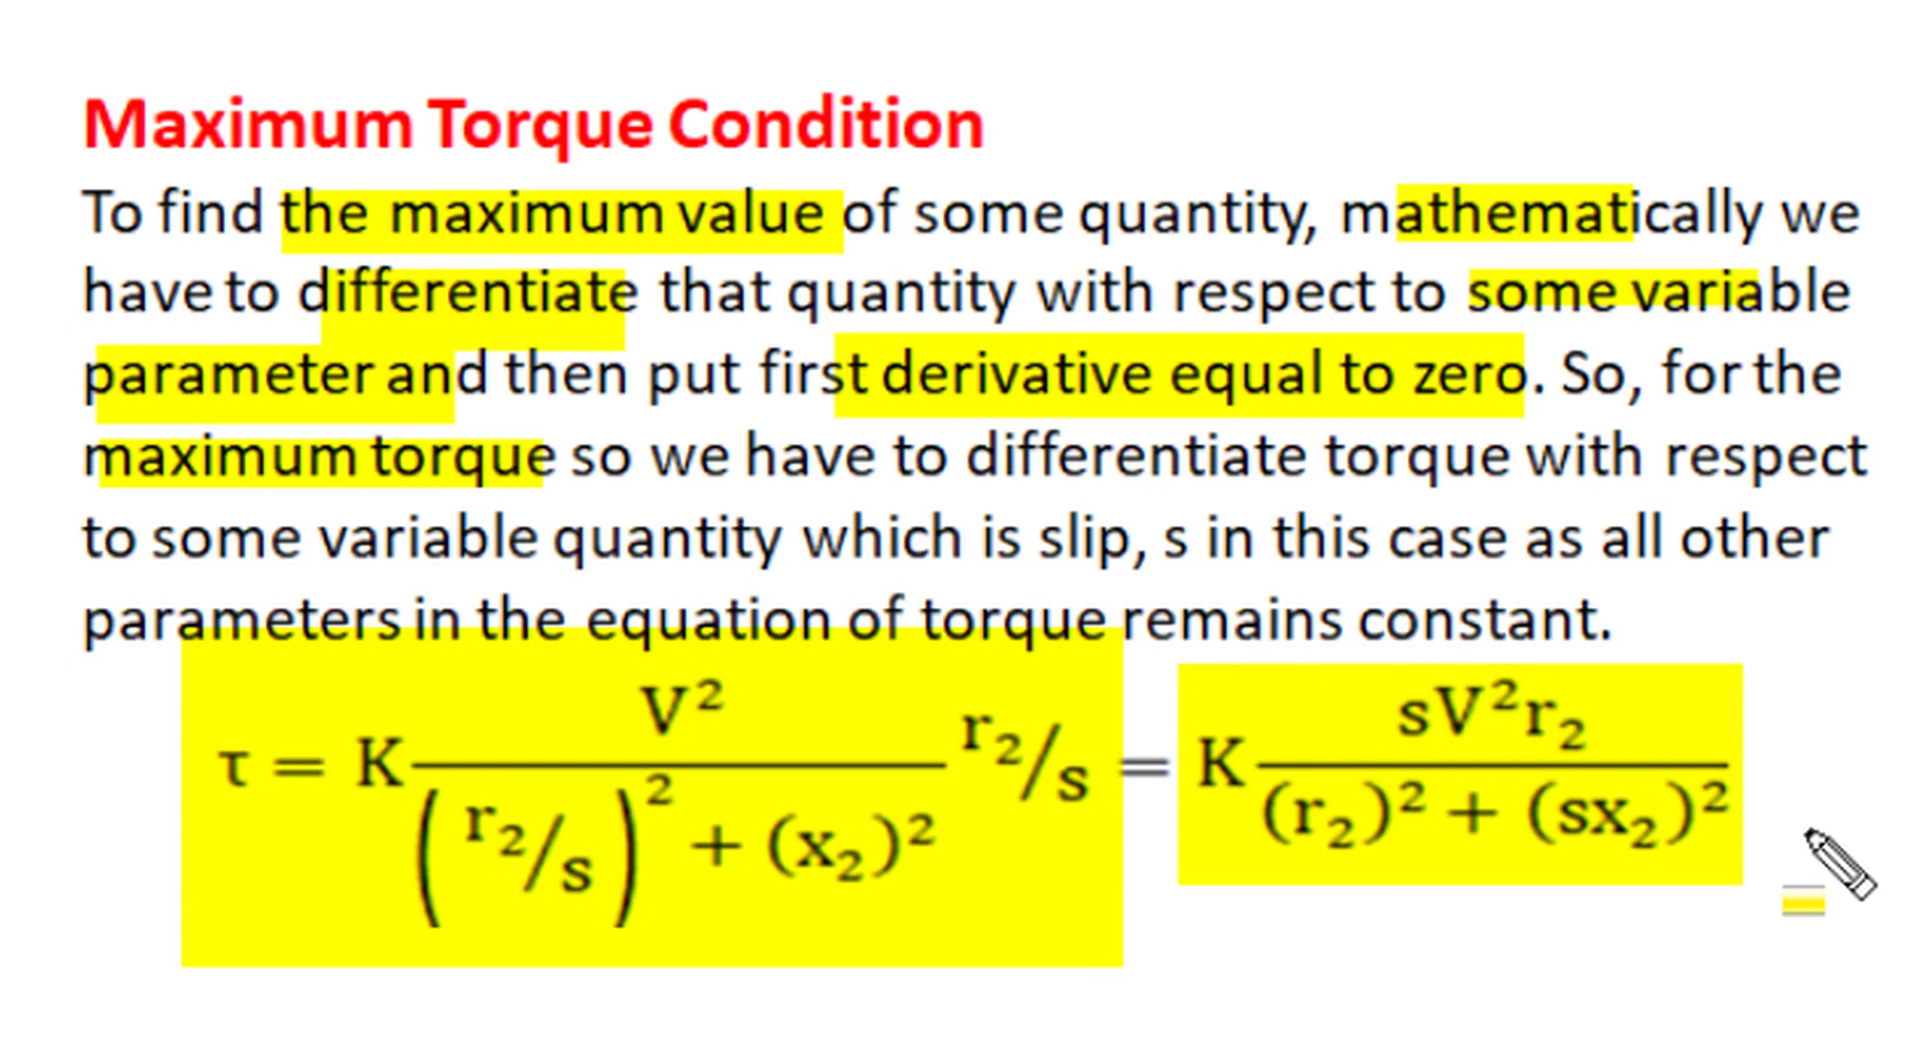 Maximum Torque Condition
To find the maximum value of some quantity, mathematically we
have to differentiate that quantity with respect to some variable
parameter and then put first derivative equal to zero. So, for the
maximum torque so we have to differentiate torque with respect
to some variable quantity which is slip, s in this case as all other
parameters in the equation of torque remains constant.
τ = K V² / ((r₂/s)² + (x₂)²) r₂/s = K sV²r₂ / ((r₂)² + (sx₂)²)